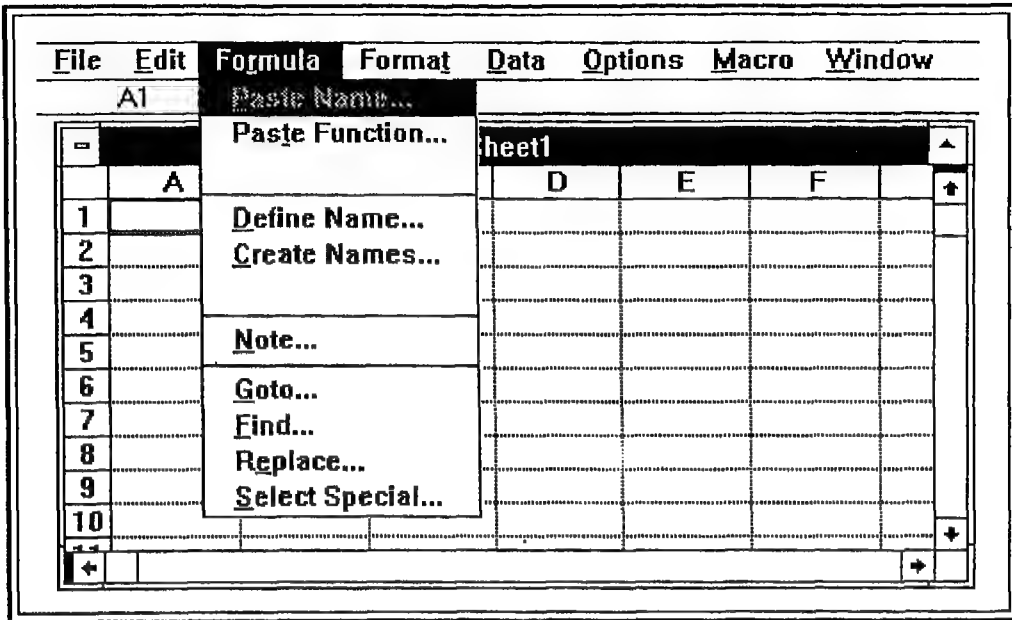 File Edit Formula Format Data Options Macro Window
A1 Paste Name...
Paste Function...
heet1
A D E F
1
Define Name...
2
Create Names...
3
4
Note...
5
6
Goto...
7
Find...
8
Replace...
9
Select Special...
10